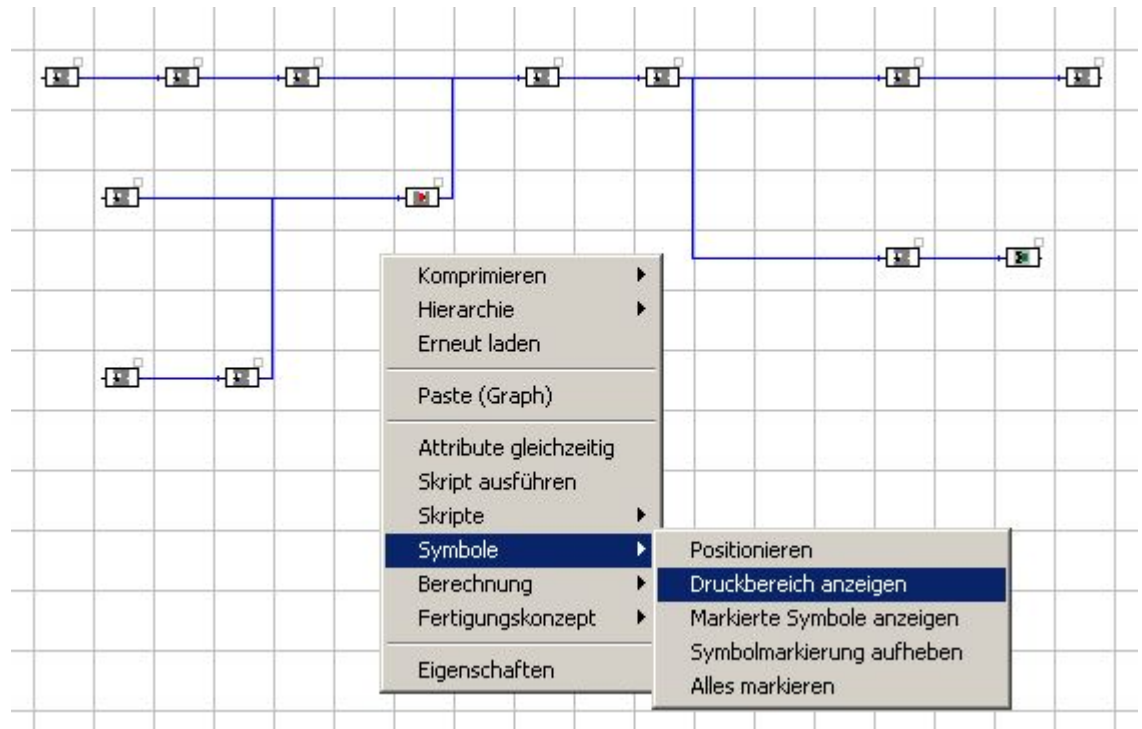 Komprimieren
Hierarchie
Erneut laden
Paste (Graph)
Attribute gleichzeitig
Skript ausführen
Skripte
Symbole
Berechnung
Fertigungskonzept
Eigenschaften
Positionieren
Druckbereich anzeigen
Markierte Symbole anzeigen
Symbolmarkierung aufheben
Alles markieren